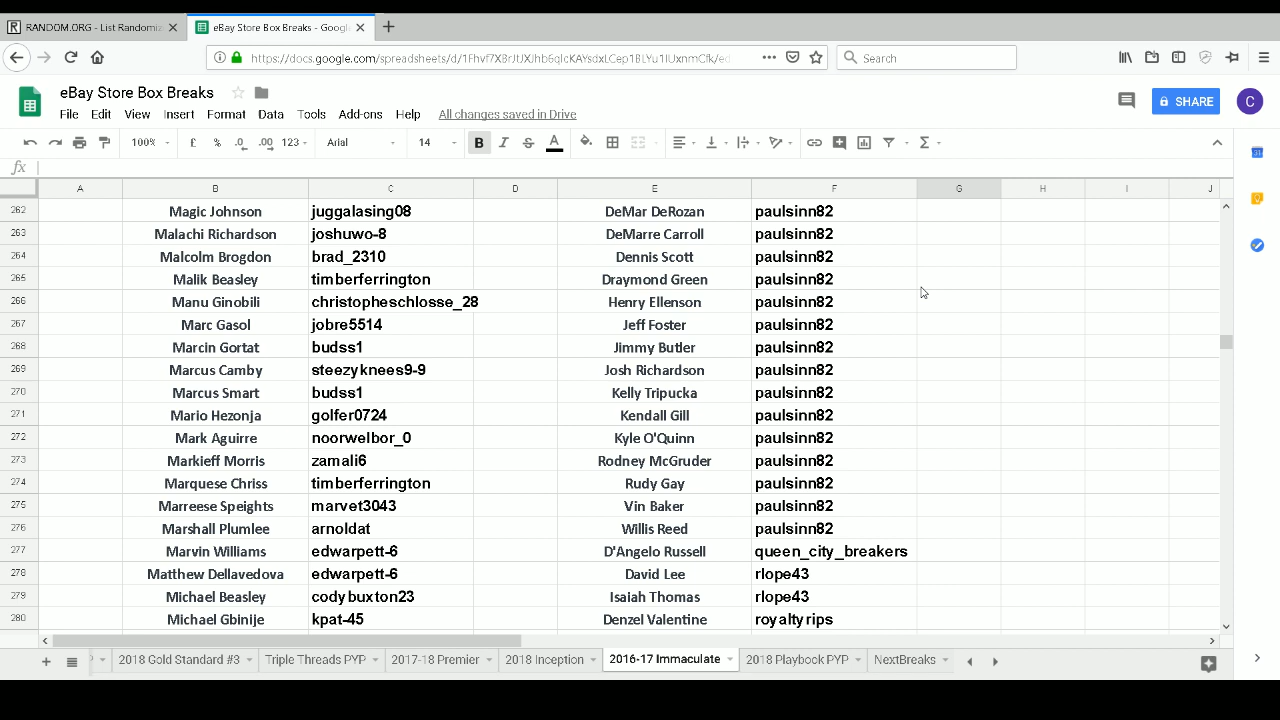 RANDOM.ORG - List Randomiz
eBay Store Box Breaks - Google
https://docs.google.com/spreadsheets/d/
Search
eBay Store Box Breaks
File Edit View Insert Format Data Tools Add-ons Help All changes saved in Drive
SHARE
C
100% £ % .0 .00 123 Arial 14 B I S A Σ
fx
31
A B C D E F G H I J
262 Magic Johnson juggalasing08 DeMar DeRozan paulsinn82
263 Malachi Richardson joshuwo-8 DeMarre Carroll paulsinn82
264 Malcolm Brogdon brad_2310 Dennis Scott paulsinn82
265 Malik Beasley timberferrington Draymond Green paulsinn82
266 Manu Ginobili christopheschlosse_28 Henry Ellenson paulsinn82
267 Marc Gasol jobre5514 Jeff Foster paulsinn82
268 Marcin Gortat budss1 Jimmy Butler paulsinn82
269 Marcus Camby steezyknees9-9 Josh Richardson paulsinn82
270 Marcus Smart budss1 Kelly Tripucka paulsinn82
271 Mario Hezonja golfer0724 Kendall Gill paulsinn82
272 Mark Aguirre noorwelbor_0 Kyle O'Quinn paulsinn82
273 Markieff Morris zamali6 Rodney McGruder paulsinn82
274 Marquese Chriss timberferrington Rudy Gay paulsinn82
275 Marreese Speights marvet3043 Vin Baker paulsinn82
276 Marshall Plumlee arnoldat Willis Reed paulsinn82
277 Marvin Williams edwarpett-6 D'Angelo Russell queen_city_breakers
278 Matthew Dellavedova edwarpett-6 David Lee rlope43
279 Michael Beasley codybuxton23 Isaiah Thomas rlope43
280 Michael Gbinije kpat-45 Denzel Valentine royaltyrips
2018 Gold Standard #3 Triple Threads PYP 2017-18 Premier 2018 Inception 2016-17 Immaculate 2018 Playbook PYP NextBreaks